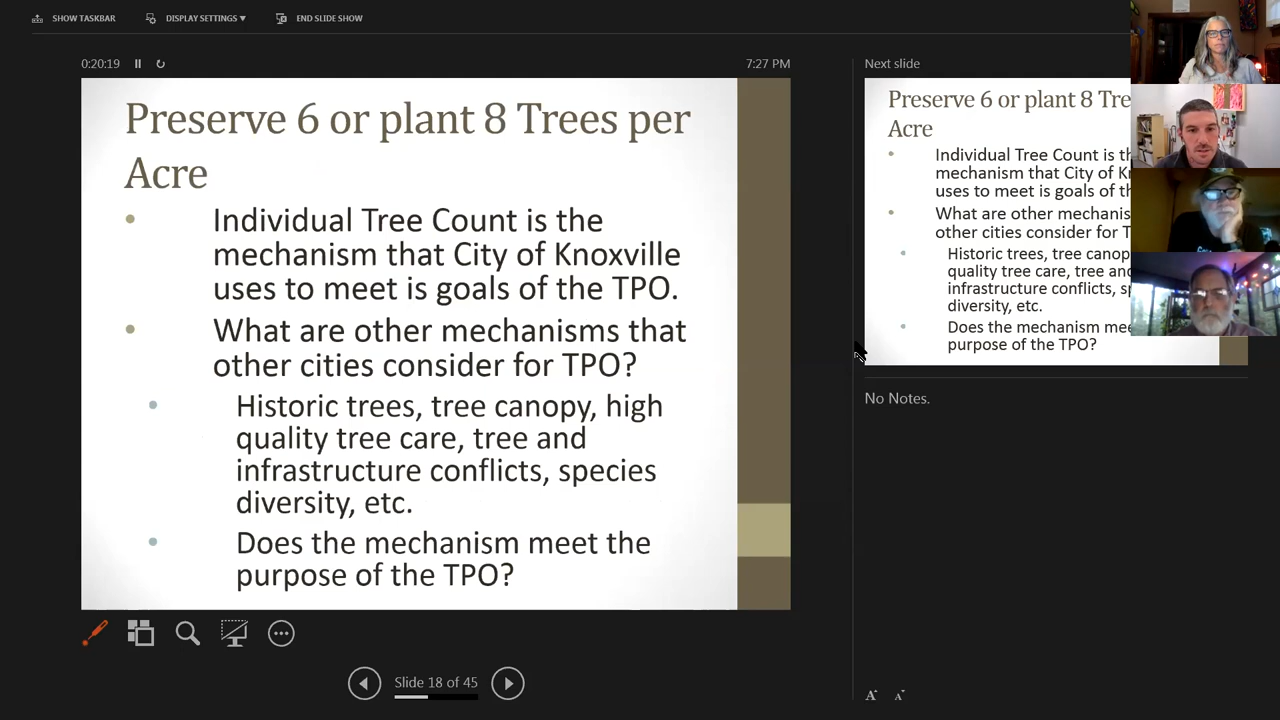 SHOW TASKBAR
DISPLAY SETTINGS ▾
END SLIDE SHOW
0:20:19
7:27 PM
Preserve 6 or plant 8 Trees per
Acre
• Individual Tree Count is the
mechanism that City of Knoxville
uses to meet is goals of the TPO.
• What are other mechanisms that
other cities consider for TPO?
• Historic trees, tree canopy, high
quality tree care, tree and
infrastructure conflicts, species
diversity, etc.
• Does the mechanism meet the
purpose of the TPO?
Slide 18 of 45
Next slide
Preserve 6 or plant 8 Tre
Acre
• Individual Tree Count is th
mechanism that City of K
uses to meet is goals of th
• What are other mechanis
other cities consider for T
• Historic trees, tree canop
quality tree care, tree and
infrastructure conflicts, s
diversity, etc.
• Does the mechanism mee
purpose of the TPO?
No Notes.
A A